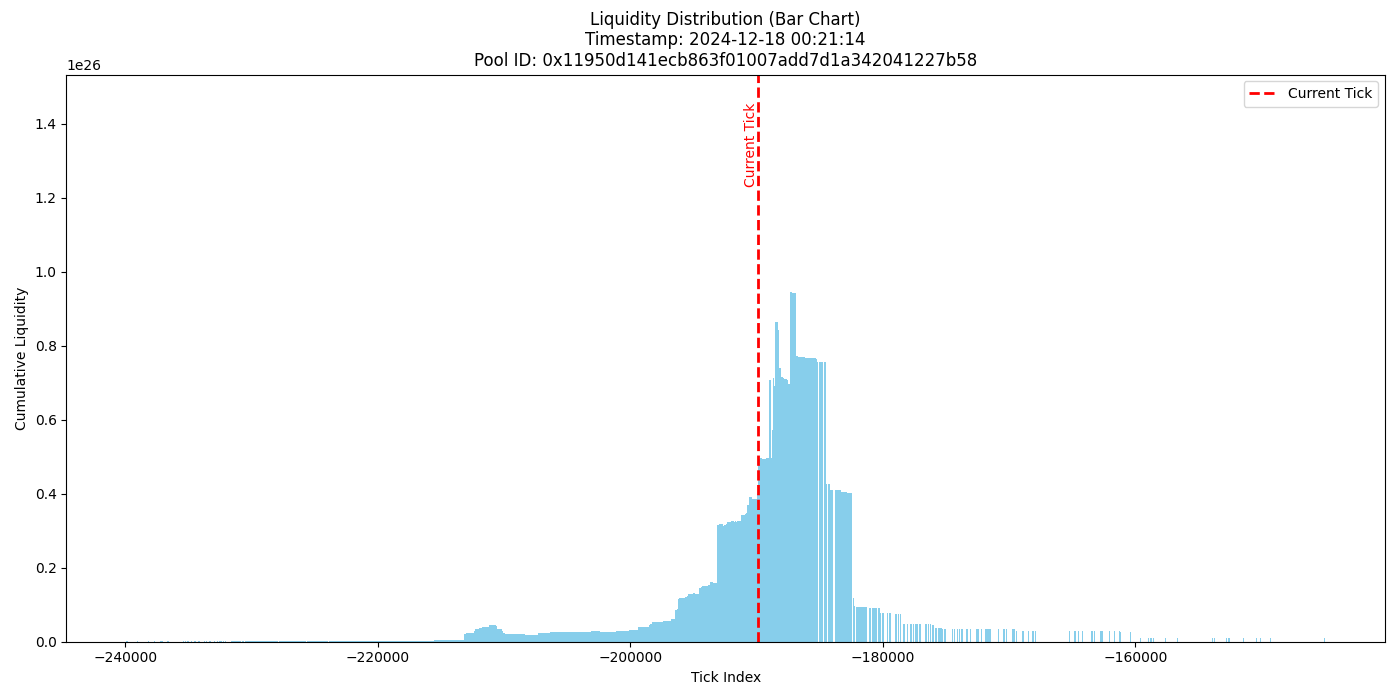 Liquidity Distribution (Bar Chart)
Timestamp: 2024-12-18 00:21:14
Pool ID: 0x11950d141ecb863f01007add7d1a342041227b58
1e26
Current Tick
Current Tick
1.4
1.2
1.0
0.8
0.6
0.4
0.2
0.0
Cumulative Liquidity
−240000
−220000
−200000
−180000
−160000
Tick Index